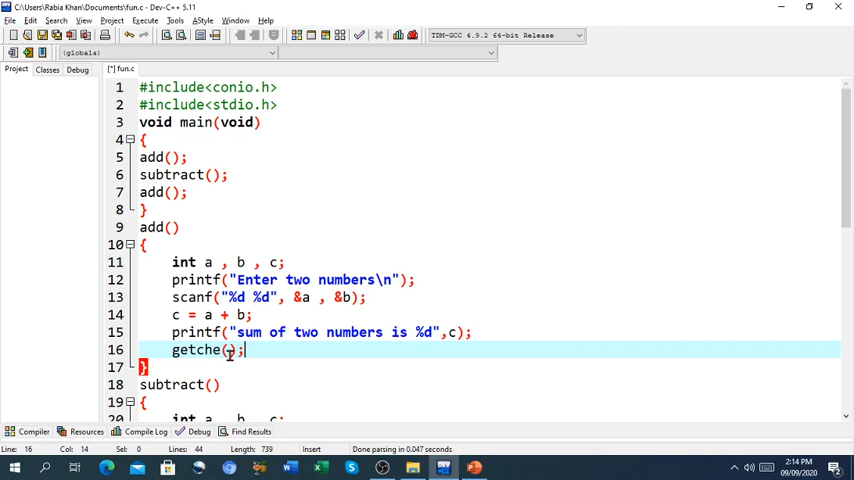 C:\Users\Rabia Khan\Documents\fun.c - Dev-C++ 5.11
File Edit Search View Project Execute Tools AStyle Window Help
TDM-GCC 4.9.2 64-bit Release
(globals)
Project Classes Debug [*] fun.c
1 #include<conio.h>
2 #include<stdio.h>
3 void main(void)
4 {
5 add();
6 subtract();
7 add();
8 }
9 add()
10 {
11 int a , b , c;
12 printf("Enter two numbers\n");
13 scanf("%d %d", &a , &b);
14 c = a + b;
15 printf("sum of two numbers is %d",c);
16 getche();
17 }
18 subtract()
19 {
20 int a , b , c;
Compiler Resources Compile Log Debug Find Results
Line: 16 Col: 14 Sel: 0 Lines: 44 Length: 739 Insert Done parsing in 0.047 seconds
2:14 PM
09/09/2020